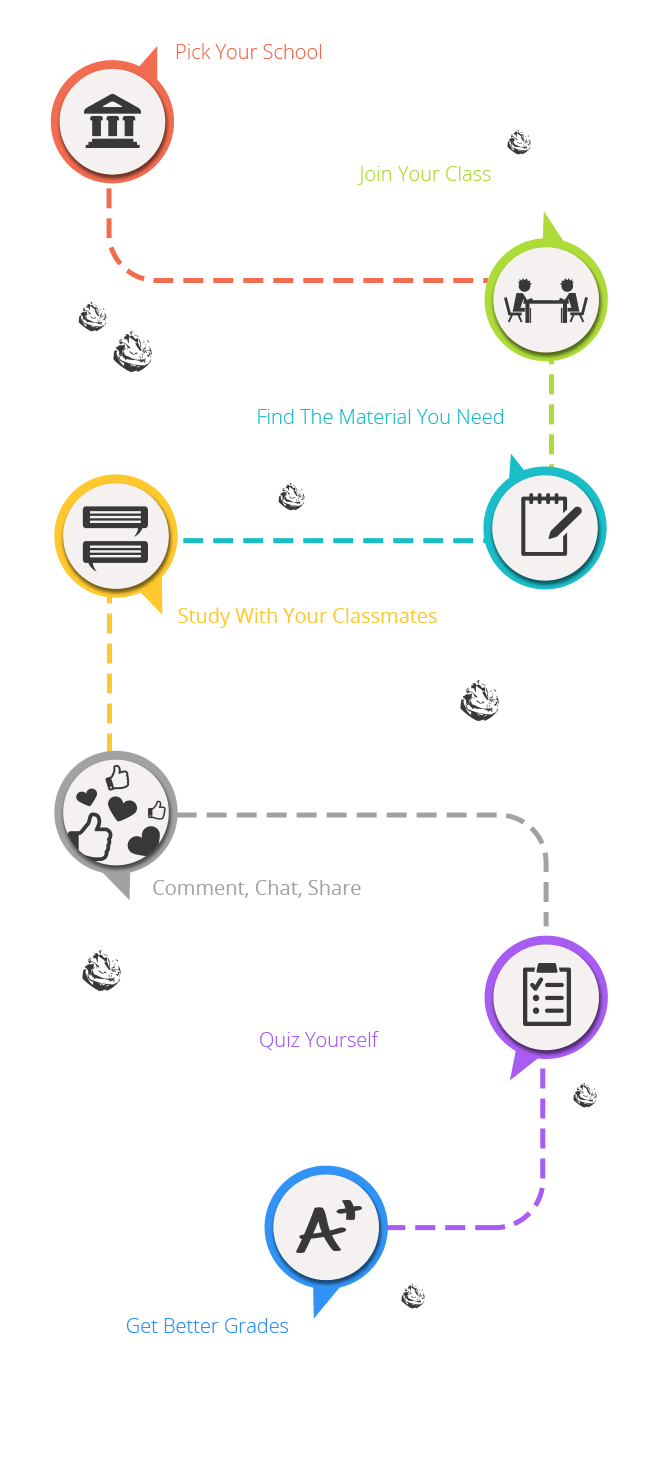 Pick Your School
Join Your Class
Find The Material You Need
Study With Your Classmates
Comment, Chat, Share
Quiz Yourself
A+
Get Better Grades